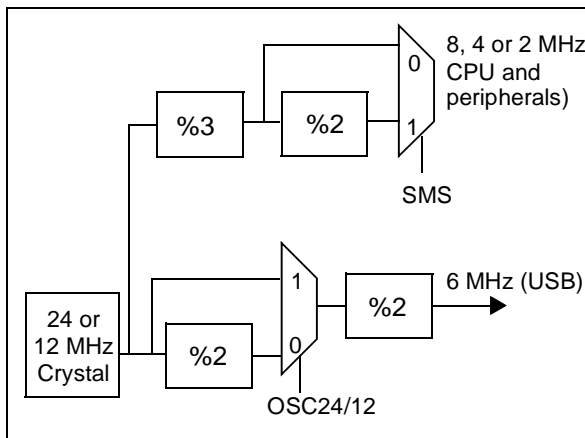 8, 4 or 2 MHz
CPU and
peripherals)
0
%3
%2
1
SMS
1
6 MHz (USB)
24 or
12 MHz
Crystal
%2
0
%2
OSC24/12